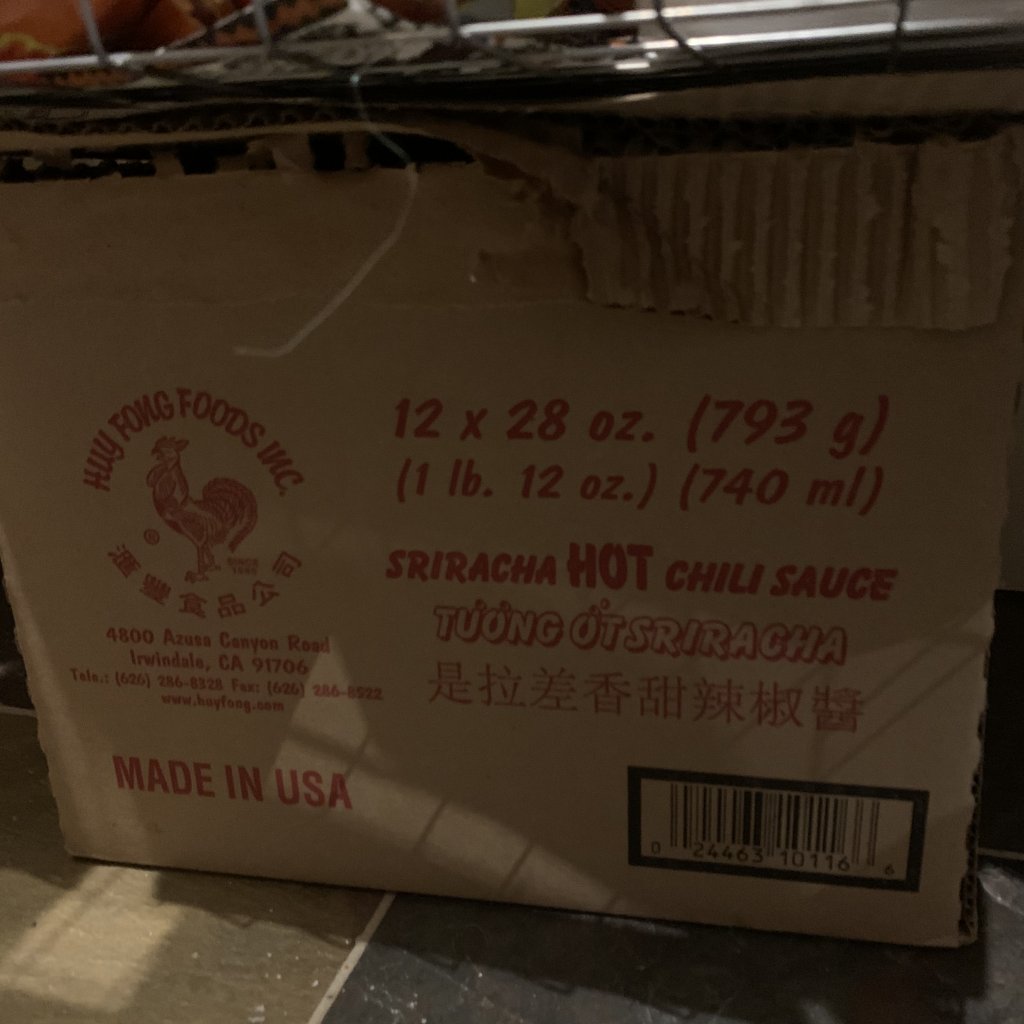 HUY FONG FOODS INC.
®
SINCE
1980
匯豐食品公司
4800 Azusa Canyon Road
Irwindale, CA 91706
Tele.: (626) 286-8328 Fax: (626) 286-8522
www.huyfong.com
MADE IN USA
12 x 28 oz. (793 g)
(1 lb. 12 oz.) (740 ml)
SRIRACHA HOT CHILI SAUCE
TƯƠNG ỚT SRIRACHA
是拉差香甜辣椒醬
0 24463 10116 6